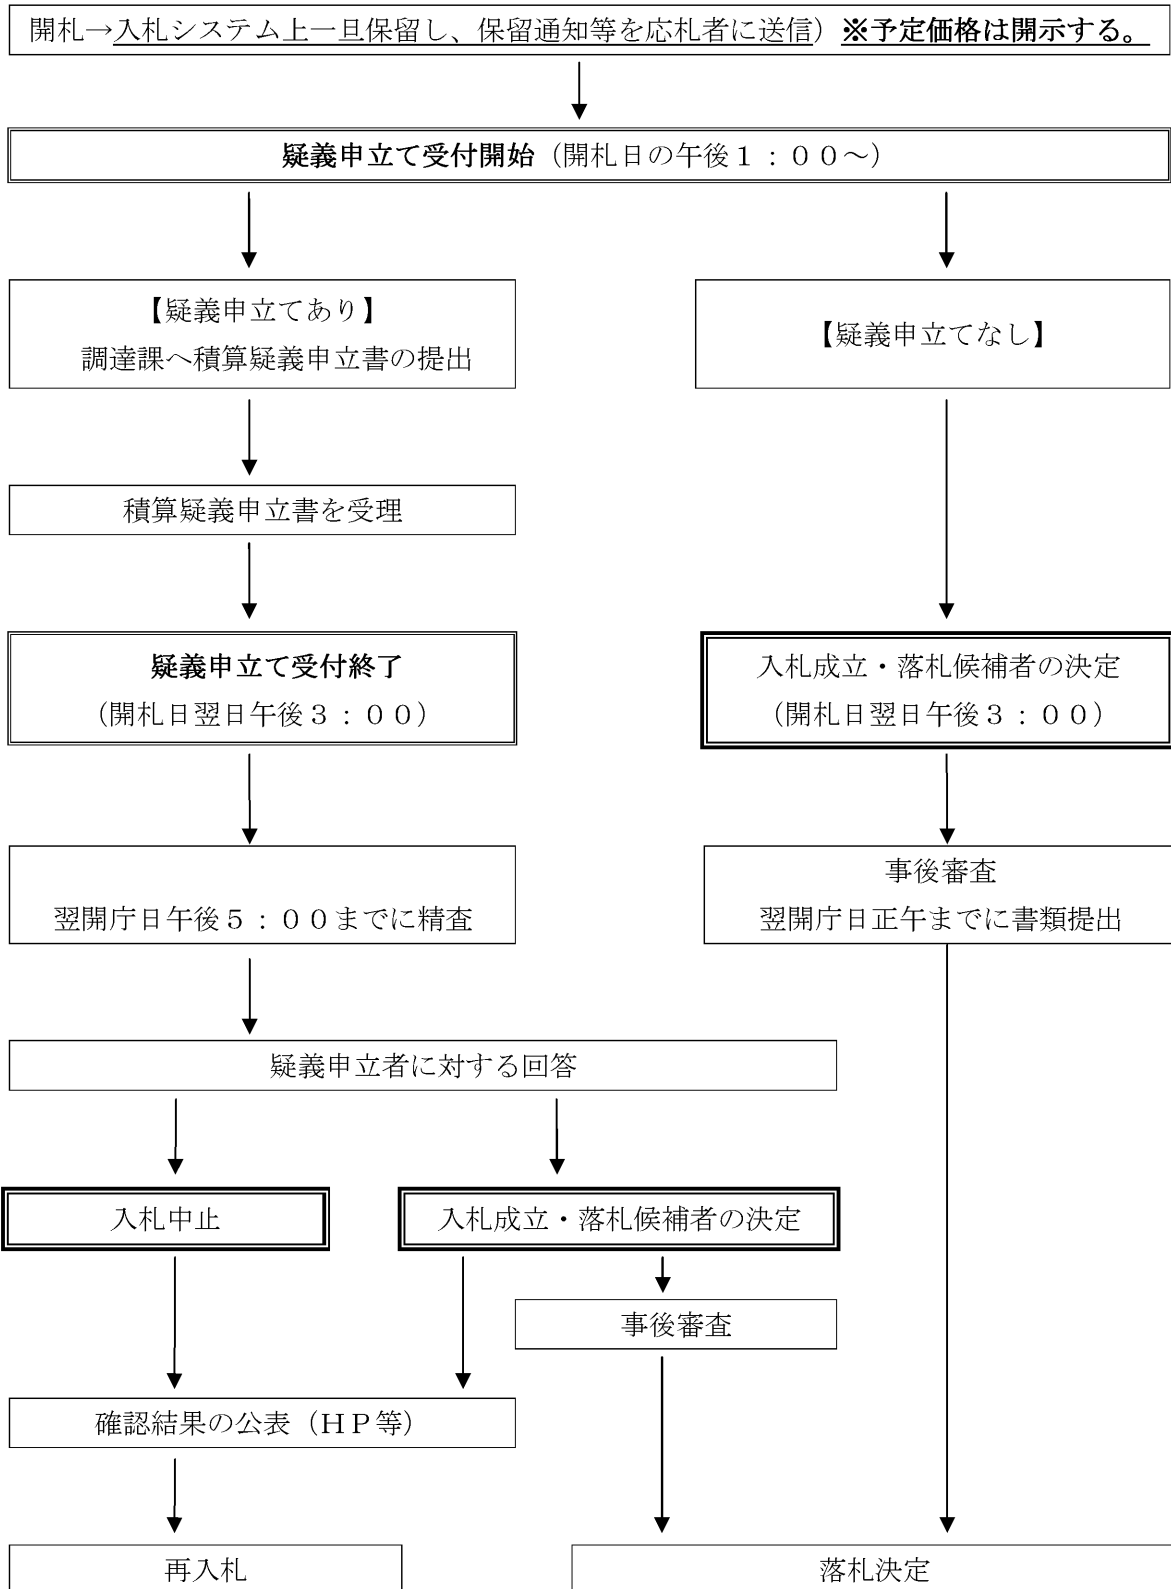 開札→入札システム上一旦保留し、保留通知等を応札者に送信）※予定価格は開示する。
疑義申立て受付開始（開札日の午後１：００～）
【疑義申立てあり】
調達課へ積算疑義申立書の提出
【疑義申立てなし】
積算疑義申立書を受理
疑義申立て受付終了
（開札日翌日午後３：００）
入札成立・落札候補者の決定
（開札日翌日午後３：００）
翌開庁日午後５：００までに精査
事後審査
翌開庁日正午までに書類提出
疑義申立者に対する回答
入札中止
入札成立・落札候補者の決定
事後審査
確認結果の公表（ＨＰ等）
再入札
落札決定